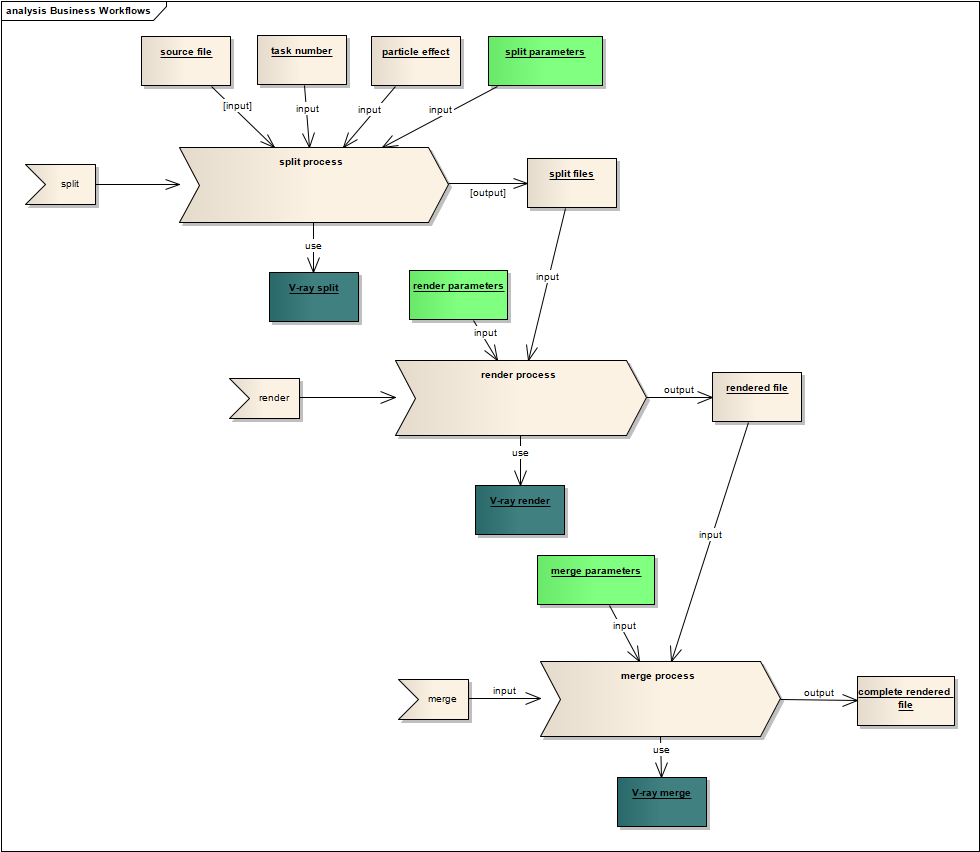 analysis Business Workflows
source file
task number
particle effect
split parameters
[input]
input
input
input
split process
split
split files
[output]
use
V-ray split
input
render parameters
input
render process
render
output
rendered file
use
V-ray render
input
merge parameters
input
merge process
merge
input
output
complete rendered
file
use
V-ray merge